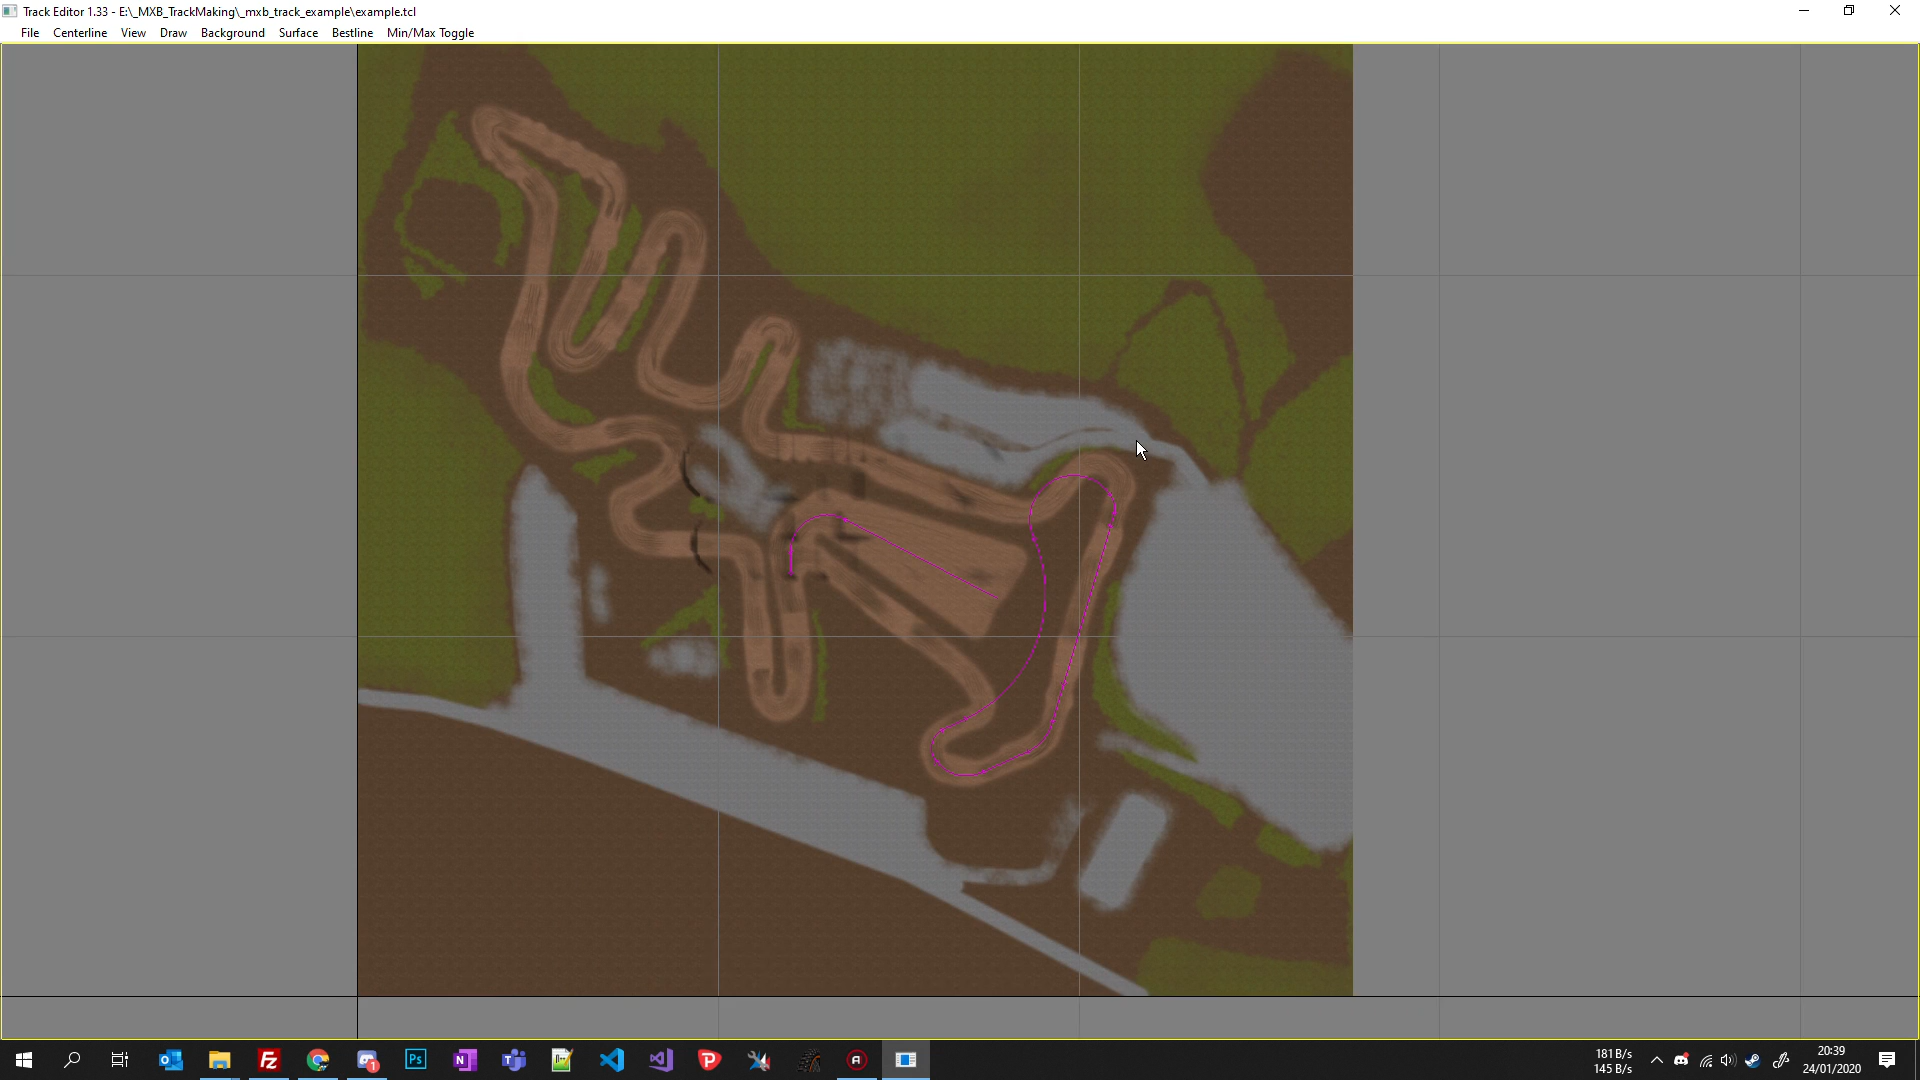 Track Editor 1.33 - E:\_MXB_TrackMaking\_mxb_track_example\example.tcl
File Centerline View Draw Background Surface Bestline Min/Max Toggle
Ps
181 B/s
145 B/s
20:39
24/01/2020